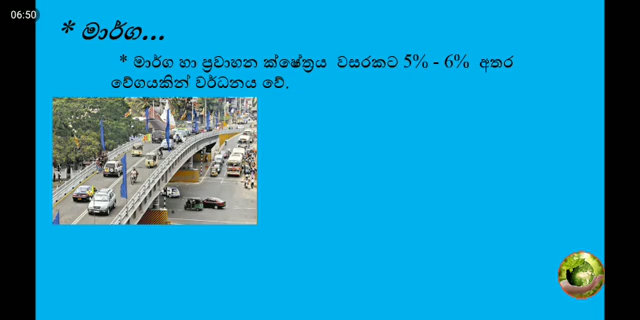 06:50
* මාර්ග...
* මාර්ග හා ප්‍රවාහන ක්ෂේත්‍රය වසරකට 5% - 6% අතර
වේගයකින් වර්ධනය වේ.